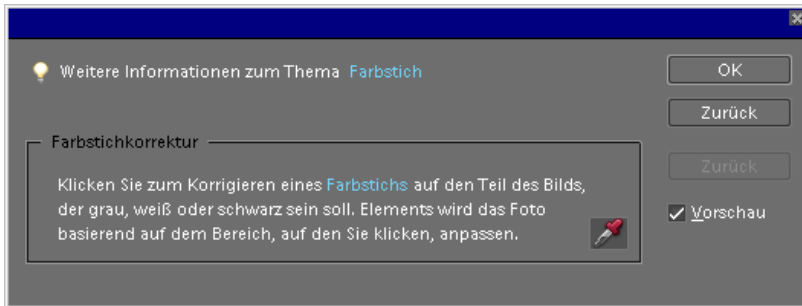 Weitere Informationen zum Thema Farbstich
OK
Zurück
Farbstichkorrektur
Zurück
Klicken Sie zum Korrigieren eines Farbstichs auf den Teil des Bilds,
der grau, weiß oder schwarz sein soll. Elements wird das Foto
basierend auf dem Bereich, auf den Sie klicken, anpassen.
Vorschau